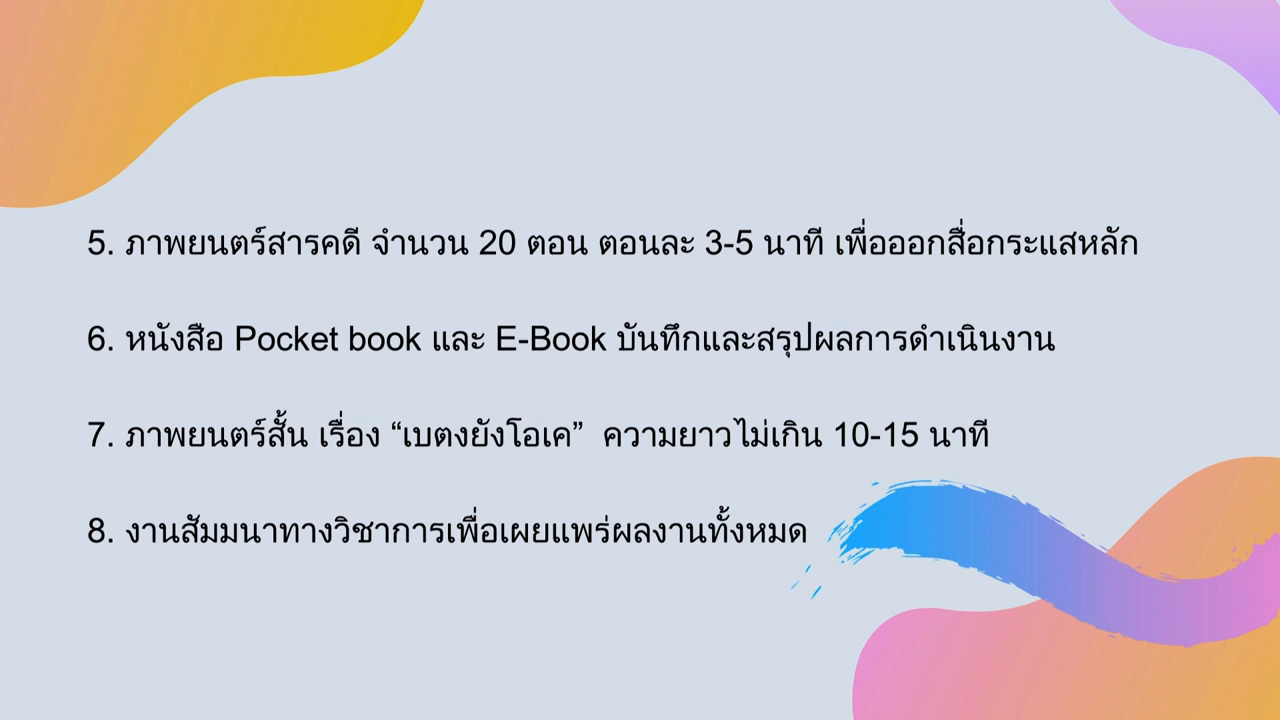 5. ภาพยนตร์สารคดี จำนวน 20 ตอน ตอนละ 3-5 นาที เพื่อออกสื่อกระแสหลัก
6. หนังสือ Pocket book และ E-Book บันทึกและสรุปผลการดำเนินงาน
7. ภาพยนตร์สั้น เรื่อง “เบตงยังโอเค” ความยาวไม่เกิน 10-15 นาที
8. งานสัมมนาทางวิชาการเพื่อเผยแพร่ผลงานทั้งหมด